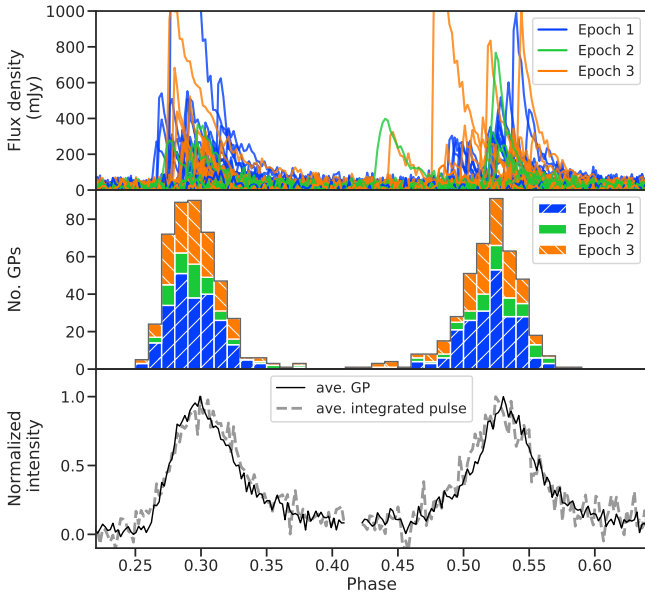 1000
800
600
400
200
0
Flux density
(mJy)
Epoch 1
Epoch 2
Epoch 3
80
60
40
20
0
No. GPs
Epoch 1
Epoch 2
Epoch 3
1.0
0.5
0.0
Normalized
intensity
ave. GP
ave. integrated pulse
0.25 0.30 0.35 0.40 0.45 0.50 0.55 0.60
Phase